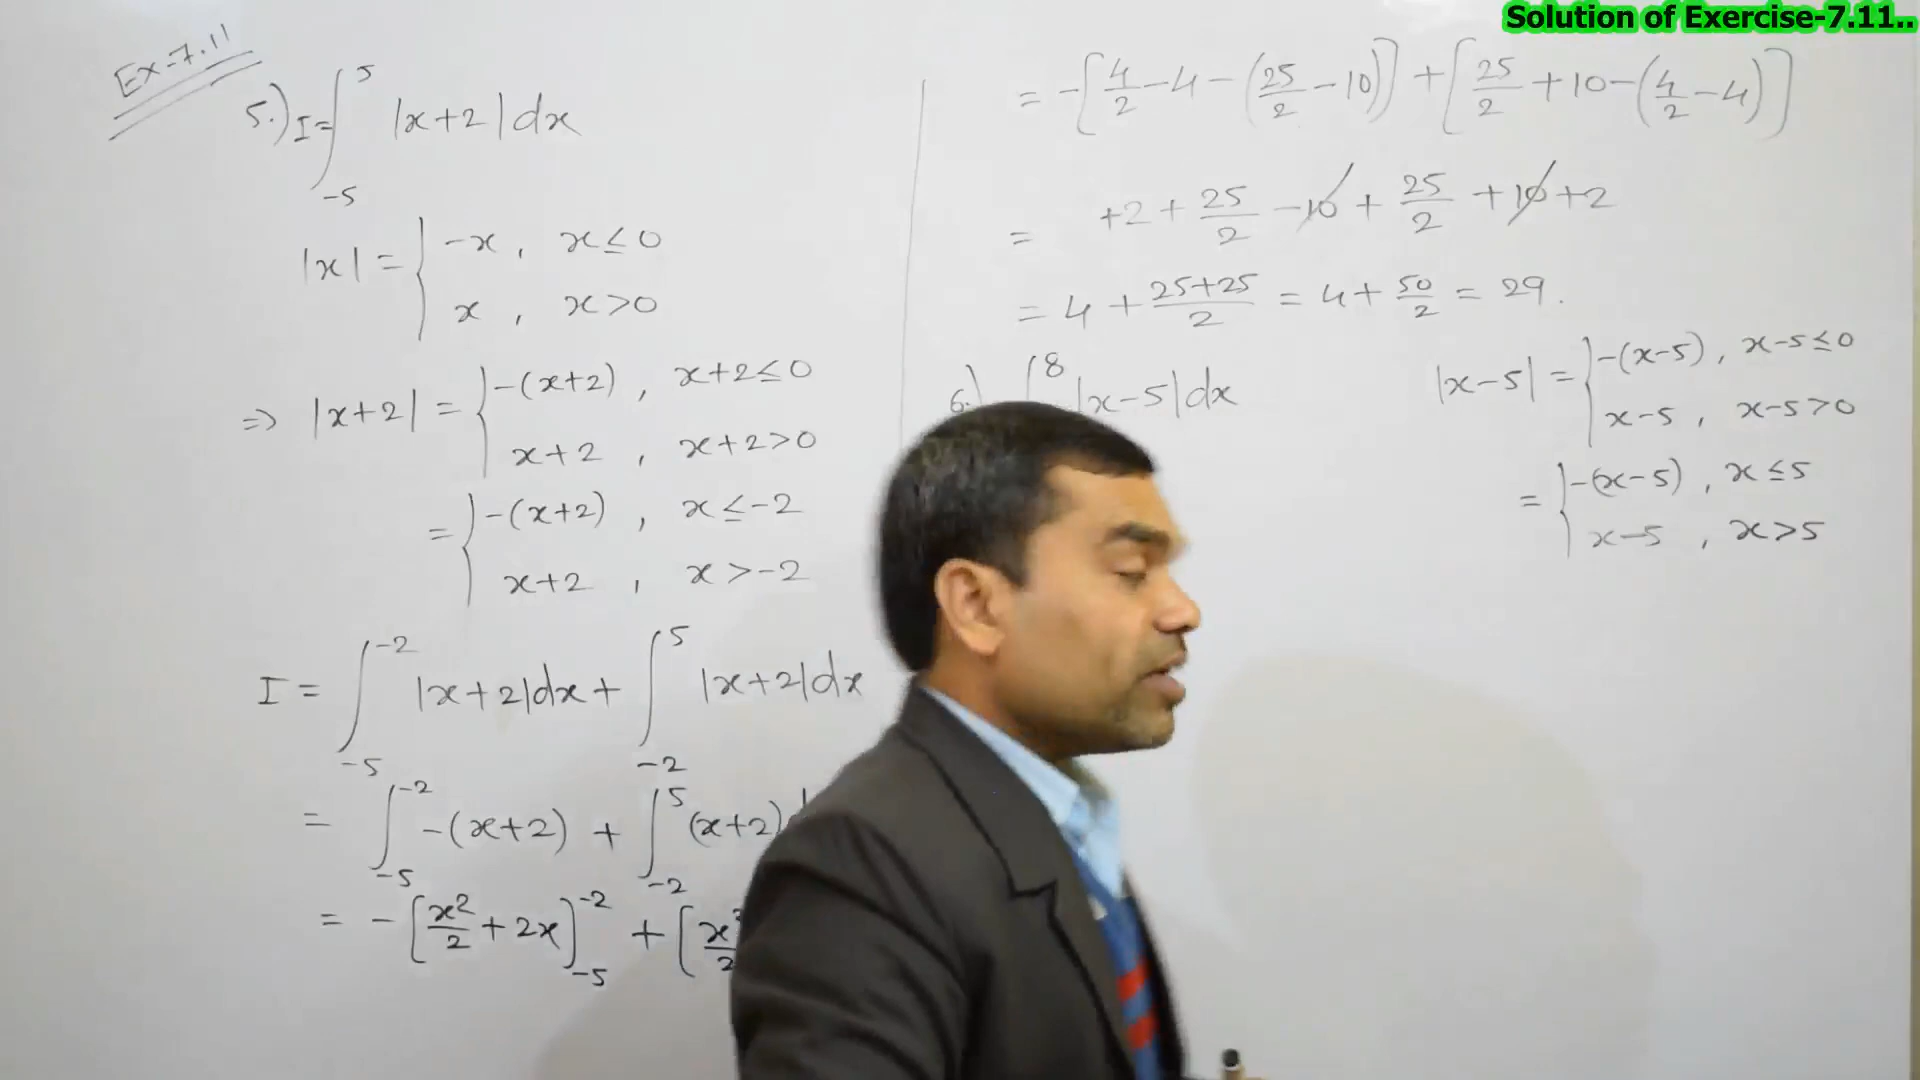 Solution of Exercise-7.11..
Ex-7.11
5.) I = ∫_{-5}^{5} |x+2| dx
|x| = { -x , x ≤ 0
x , x > 0
⇒ |x+2| = { -(x+2) , x+2 ≤ 0
x+2 , x+2 > 0
= { -(x+2) , x ≤ -2
x+2 , x > -2
I = ∫_{-5}^{-2} |x+2| dx + ∫_{-2}^{5} |x+2| dx
= ∫_{-5}^{-2} -(x+2) + ∫_{-2}^{5} (x+2)
= -[x²/2 + 2x]_{-5}^{-2} + [x²/2
= -[4/2 - 4 - (25/2 - 10)] + [25/2 + 10 - (4/2 - 4)]
= +2 + 25/2 - 10 + 25/2 + 10 + 2
= 4 + 25+25/2 = 4 + 50/2 = 29.
6.) ∫^{8} |x-5| dx
|x-5| = { -(x-5) , x-5 ≤ 0
x-5 , x-5 > 0
= { -(x-5) , x ≤ 5
x-5 , x > 5